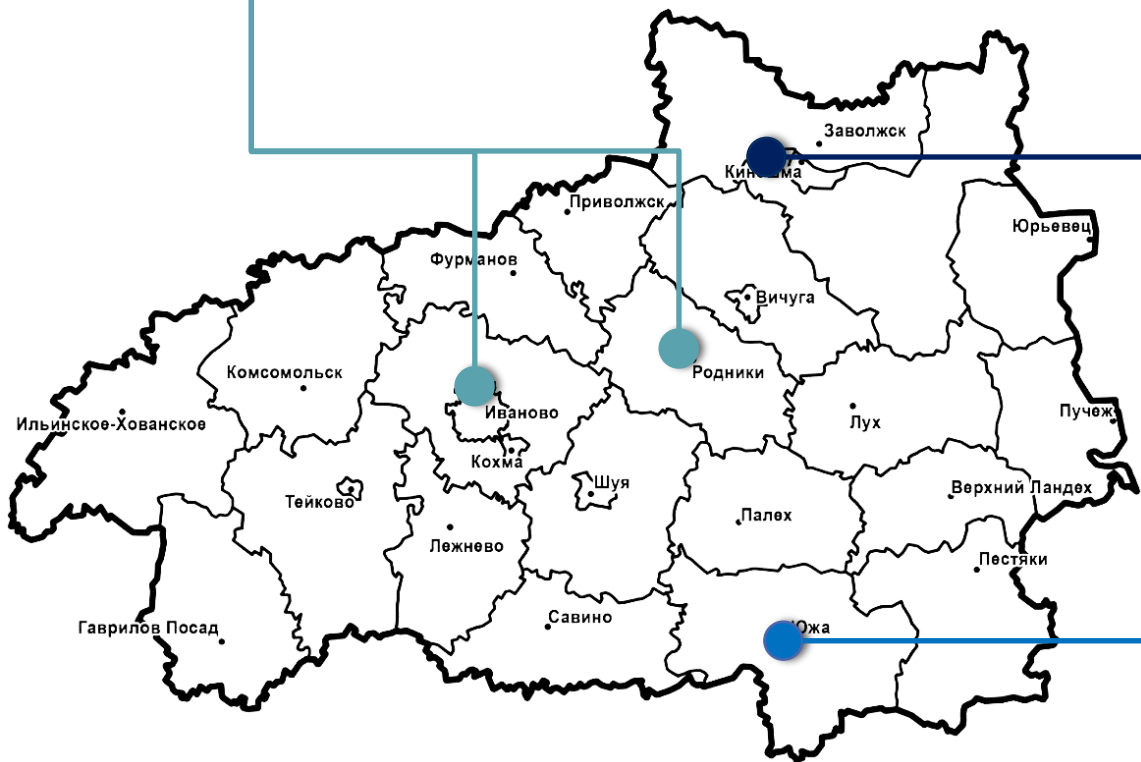 Заволжск
Кинешма
Приволжск
Юрьевец
Фурманов
Вичуга
Родники
Комсомольск
Ильинское-Хованское
Иваново
Лух
Пучеж
Кохма
Шуя
Верхний Ландех
Тейково
Палех
Лежнево
Пестяки
Савино
Гаврилов Посад
Южа